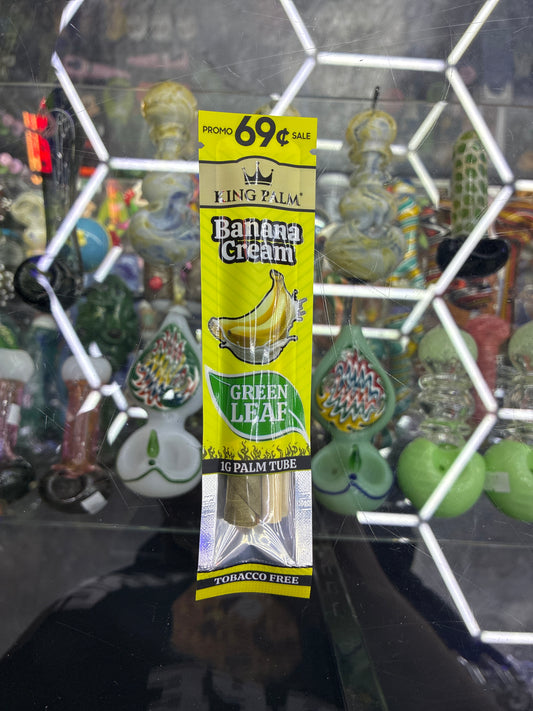 PROMO 69¢ SALE
KING PALM®
Banana
Cream
GREEN
LEAF
1G PALM TUBE
TOBACCO FREE